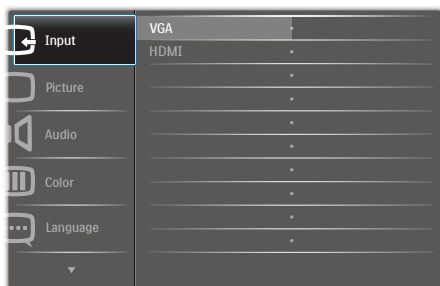 Input
Picture
Audio
Color
Language
VGA
HDMI